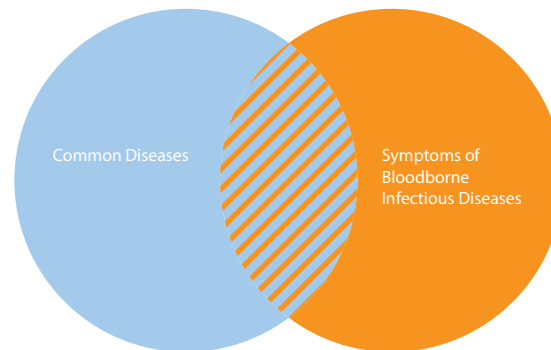 Common Diseases
Symptoms of
Bloodborne
Infectious Diseases